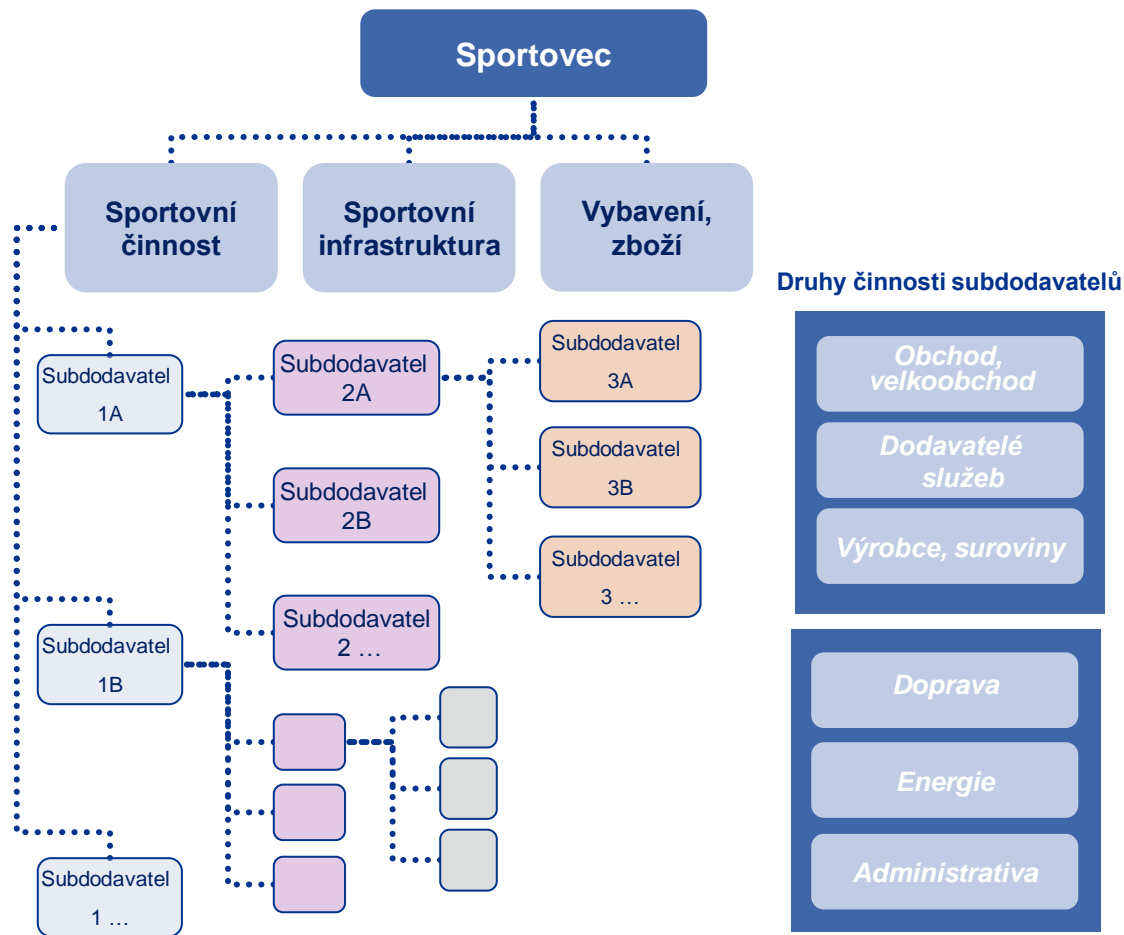 Sportovec
Sportovní
činnost
Sportovní
infrastruktura
Vybavení,
zboží
Druhy činnosti subdodavatelů
Subdodavatel
1A
Subdodavatel
2A
Subdodavatel
3A
Subdodavatel
2B
Subdodavatel
3B
Subdodavatel
2 …
Subdodavatel
3 …
Subdodavatel
1B
Subdodavatel
1 …
Obchod,
velkoobchod
Dodavatelé
služeb
Výrobce, suroviny
Doprava
Energie
Administrativa